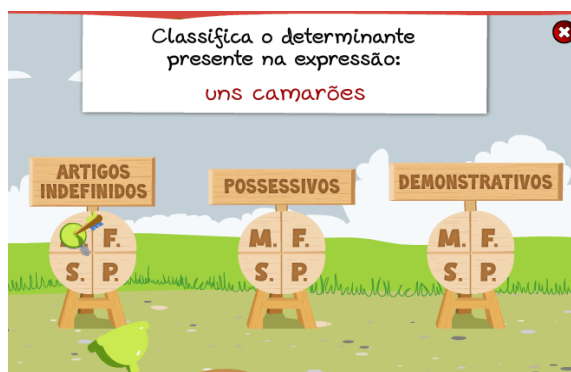 Classifica o determinante
presente na expressão:
uns camarões
ARTIGOS
INDEFINIDOS
F.
S. P.
POSSESSIVOS
M. F.
S. P.
DEMONSTRATIVOS
M. F.
S. P.